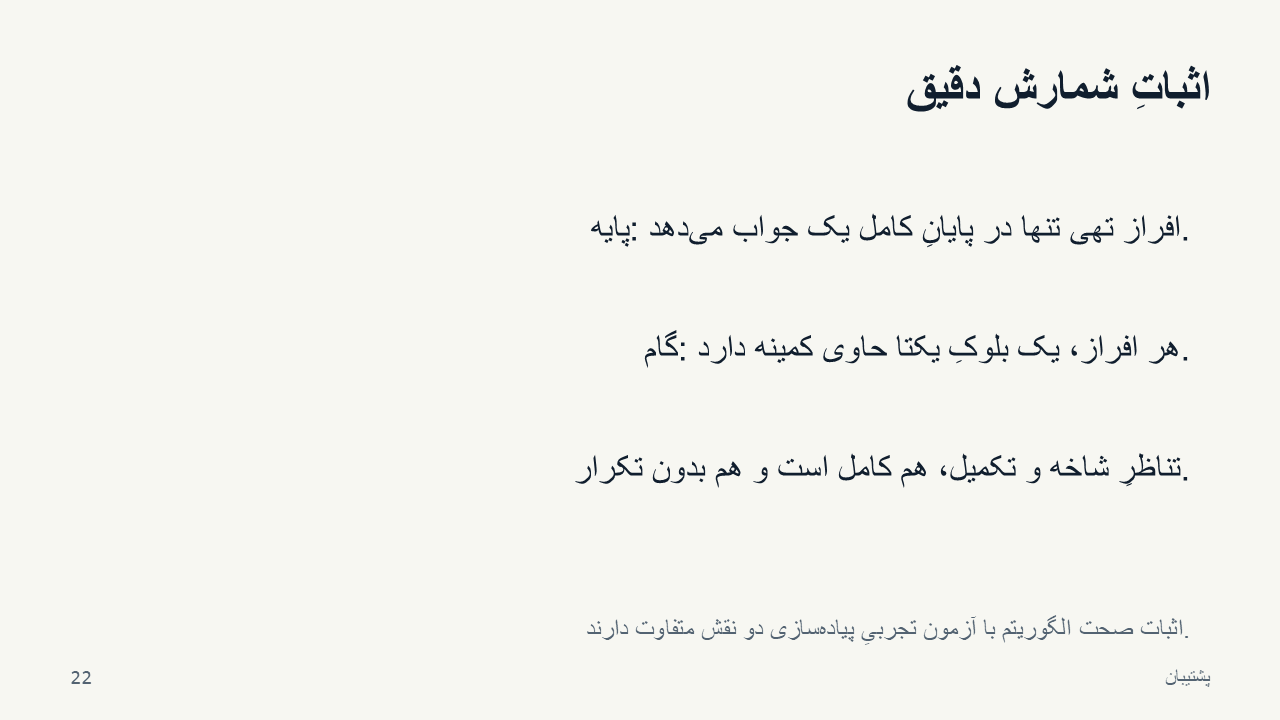 اثباتِ شمارش دقیق
پایه: افراز تهی تنها در پایانِ کامل یک جواب می‌دهد.
گام: هر افراز، یک بلوکِ یکتا حاوی کمینه دارد.
تناظرِ شاخه و تکمیل، هم کامل است و هم بدون تکرار.
اثبات صحت الگوریتم با آزمون تجربیِ پیاده‌سازی دو نقش متفاوت دارند.
پشتیبان
22